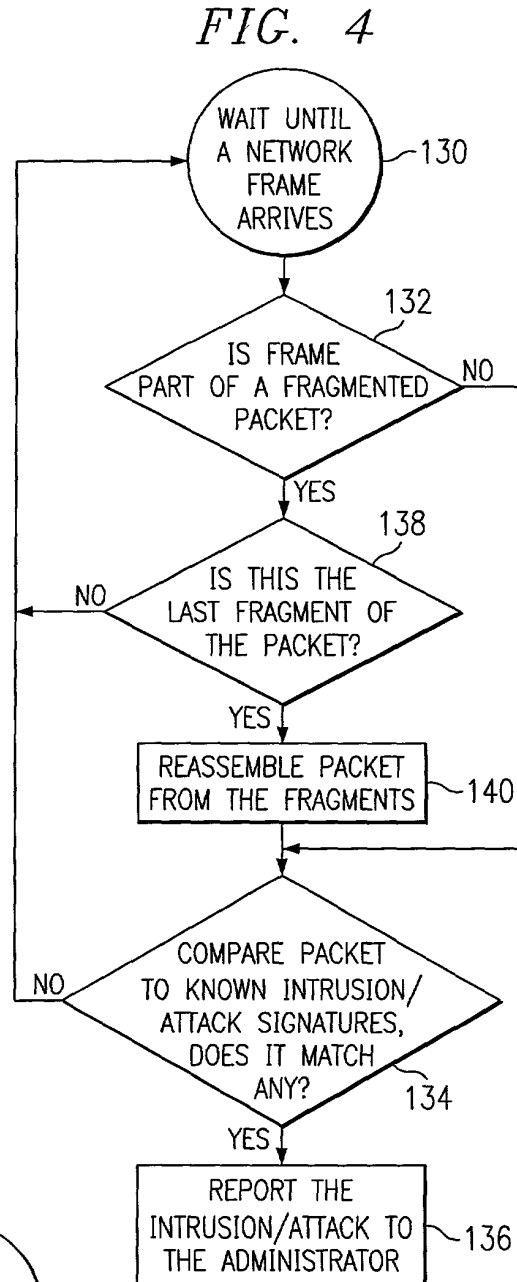 FIG. 4
WAIT UNTIL
A NETWORK
FRAME
ARRIVES
130
132
IS FRAME
PART OF A FRAGMENTED
PACKET?
NO
YES
138
IS THIS THE
LAST FRAGMENT OF
THE PACKET?
NO
YES
REASSEMBLE PACKET
FROM THE FRAGMENTS
140
COMPARE PACKET
TO KNOWN INTRUSION/
ATTACK SIGNATURES,
DOES IT MATCH
ANY?
NO
134
YES
REPORT THE
INTRUSION/ATTACK TO
THE ADMINISTRATOR
136